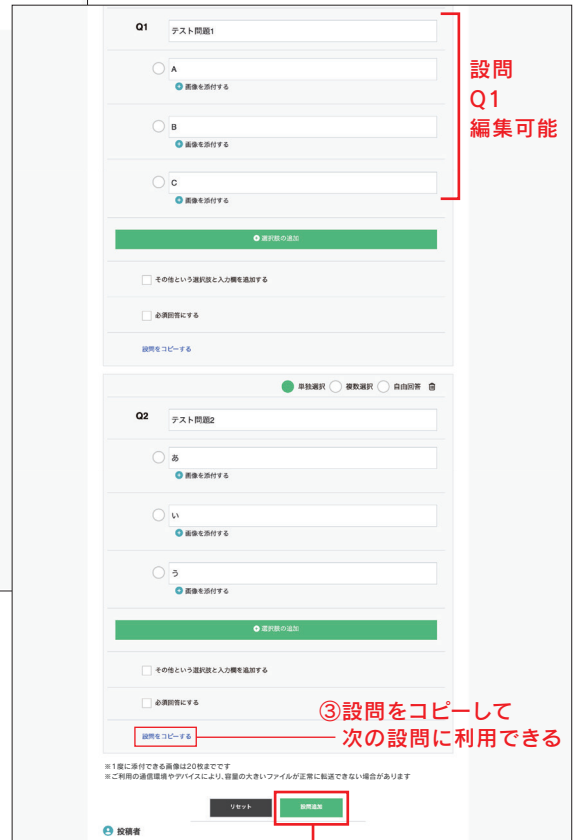 Q1 テスト問題1
A
画像を添付する
B
画像を添付する
C
画像を添付する
設問
Q1
編集可能
選択肢の追加
その他という選択肢と入力欄を追加する
必須回答にする
設問をコピーする
単独選択 複数選択 自由回答
Q2 テスト問題2
あ
画像を添付する
い
画像を添付する
う
画像を添付する
選択肢の追加
その他という選択肢と入力欄を追加する
必須回答にする
③設問をコピーして
次の設問に利用できる
設問をコピーする
※1度に添付できる画像は20枚までです
※ご利用の通信環境やデバイスにより、容量の大きいファイルが正常に転送できない場合があります
リセット 設問追加
投稿者